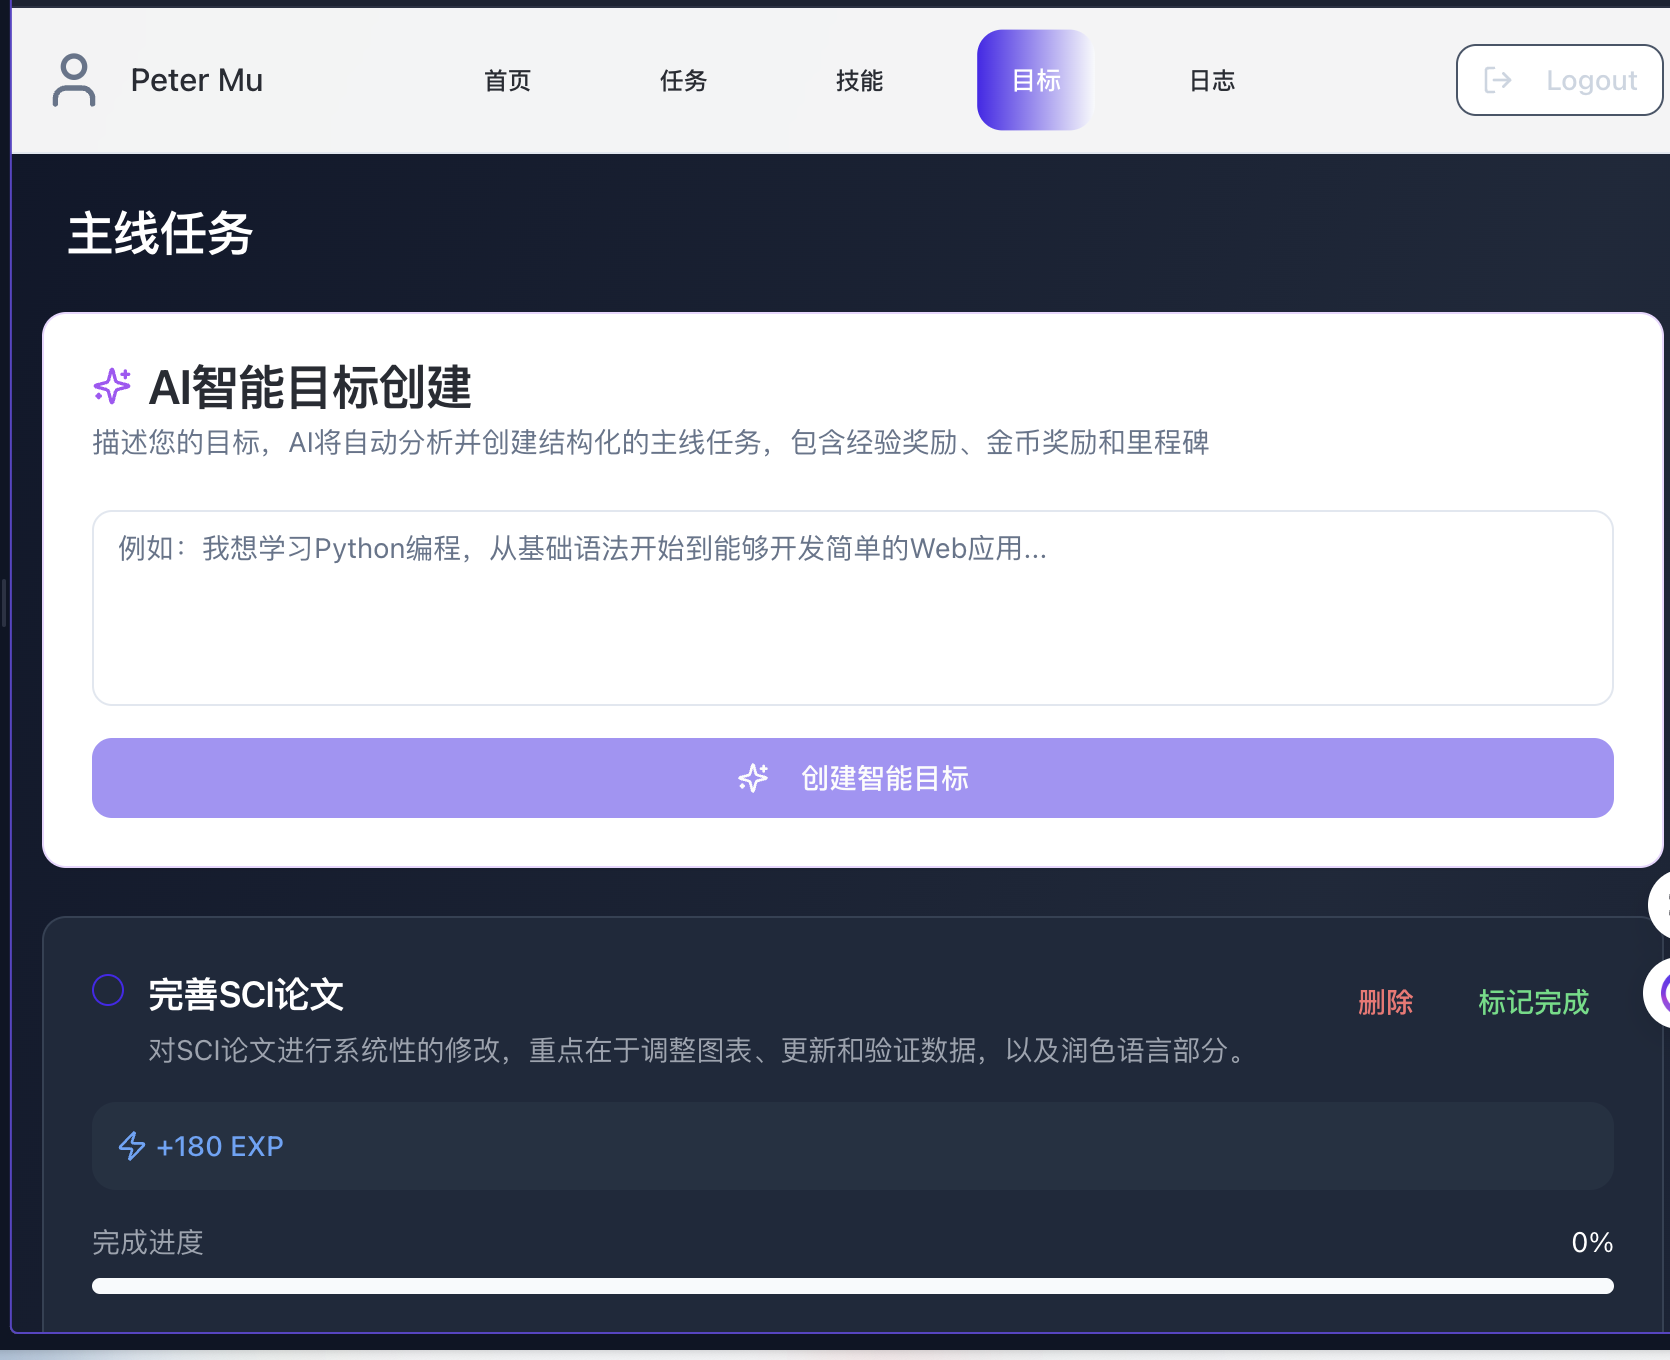 Peter Mu 首页 任务 技能 目标 日志 Logout
主线任务
AI智能目标创建
描述您的目标，AI将自动分析并创建结构化的主线任务，包含经验奖励、金币奖励和里程碑
例如：我想学习Python编程，从基础语法开始到能够开发简单的Web应用...
创建智能目标
完善SCI论文 删除 标记完成
对SCI论文进行系统性的修改，重点在于调整图表、更新和验证数据，以及润色语言部分。
+180 EXP
完成进度 0%